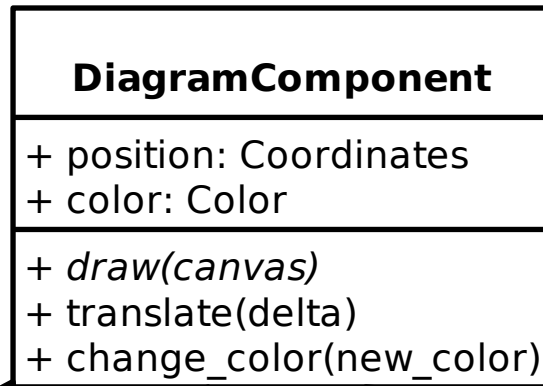 DiagramComponent
+ position: Coordinates
+ color: Color
+ draw(canvas)
+ translate(delta)
+ change_color(new_color)